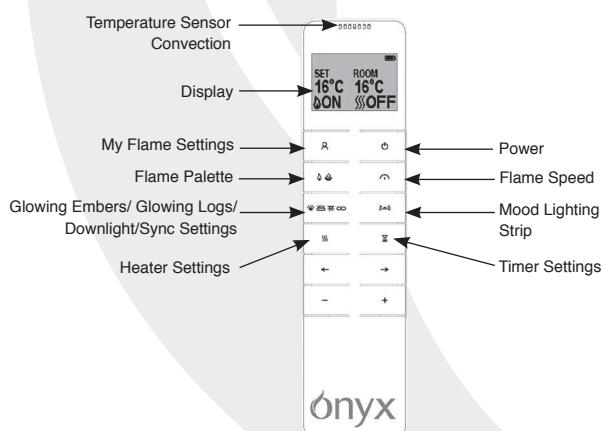 Temperature Sensor
Convection
SET ROOM
16°C 16°C
ON OFF
Display
My Flame Settings
Power
Flame Palette
Flame Speed
Glowing Embers/ Glowing Logs/
Downlight/Sync Settings
Mood Lighting
Strip
Heater Settings
Timer Settings
← →
- +
onyx